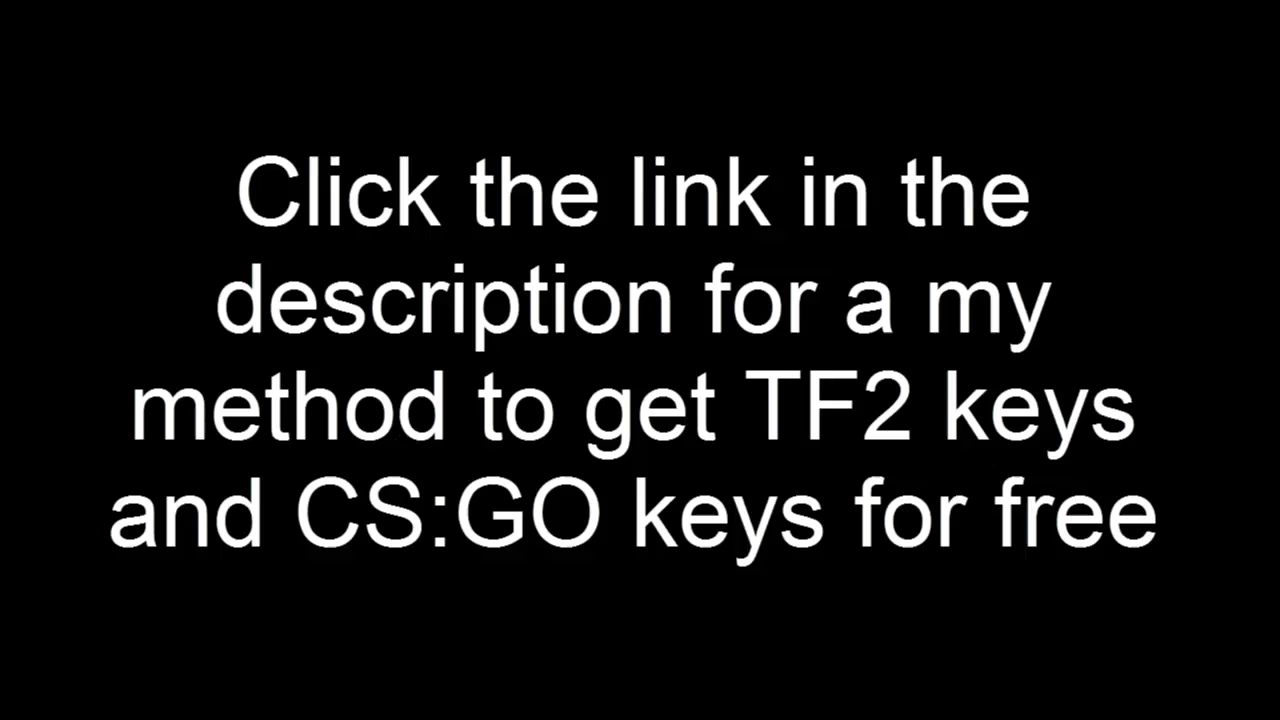 Click the link in the
description for a my
method to get TF2 keys
and CS:GO keys for free